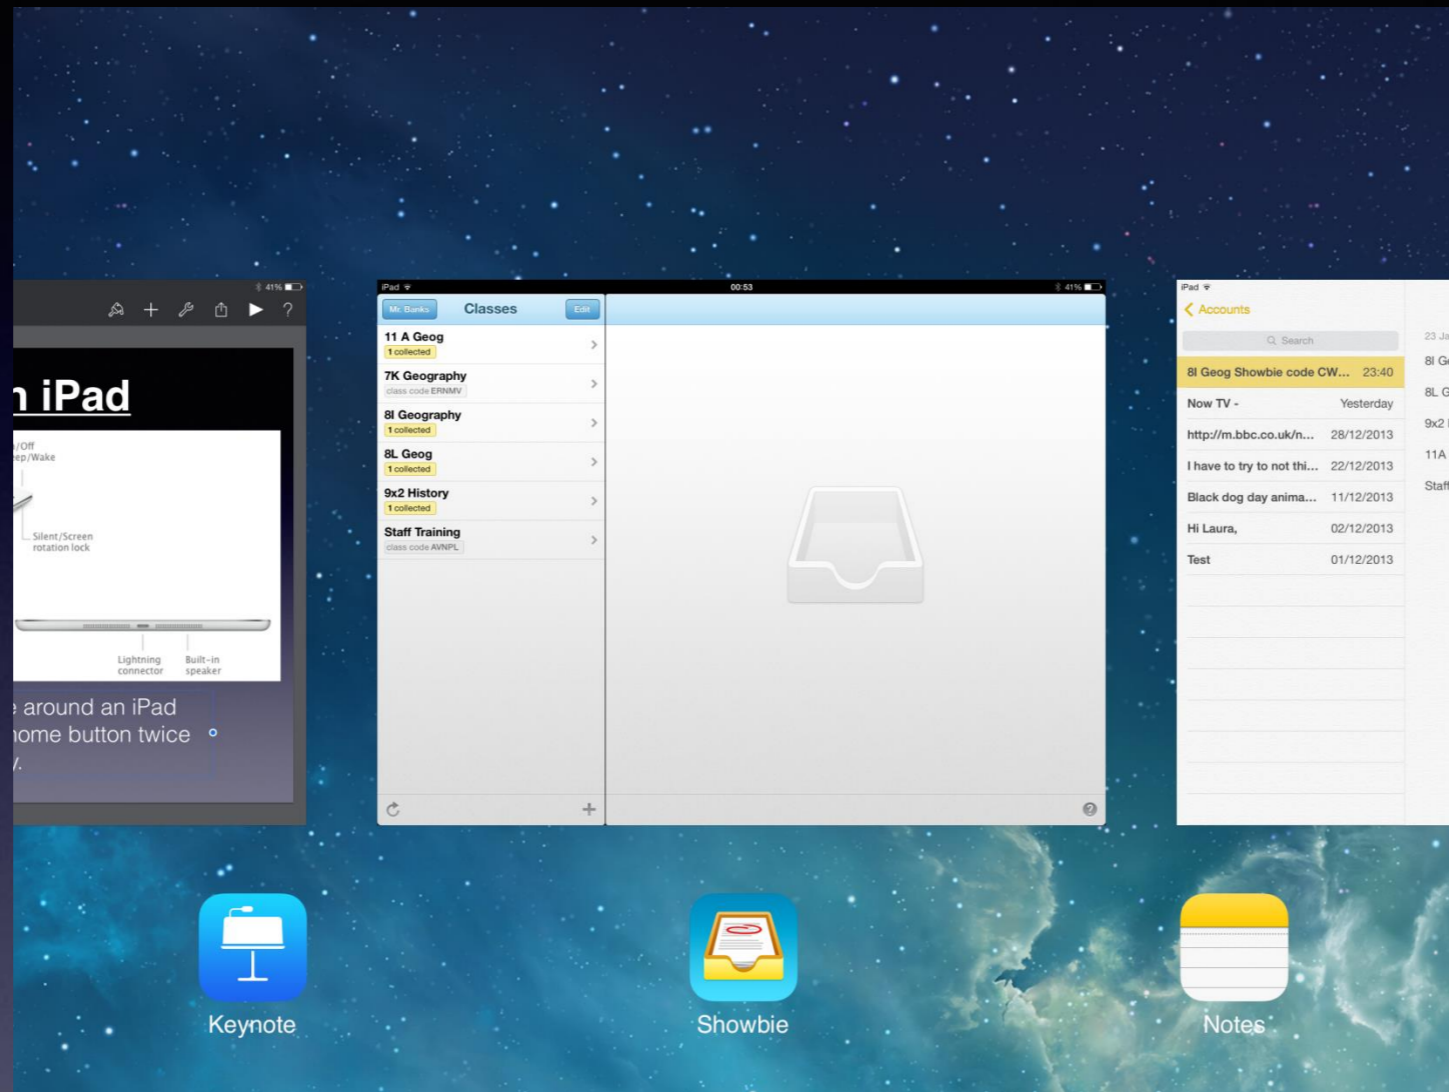 41%
?
n iPad
/Off
eep/Wake
Silent/Screen
rotation lock
Lightning
connector
Built-in
speaker
around an iPad
ome button twice
y.
iPad
00:53
41%
Mr. Banks
Classes
Edit
11 A Geog
1 collected
7K Geography
class code ERNMV
8I Geography
1 collected
8L Geog
1 collected
9x2 History
1 collected
Staff Training
class code AVNPL
+
?
iPad
Accounts
Search
8I Geog Showbie code CW... 23:40
Now TV - Yesterday
http://m.bbc.co.uk/n... 28/12/2013
I have to try to not thi... 22/12/2013
Black dog day anima... 11/12/2013
Hi Laura, 02/12/2013
Test 01/12/2013
23 Ja
8I Ge
8L G
9x2
11A
Staff
Keynote
Showbie
Notes